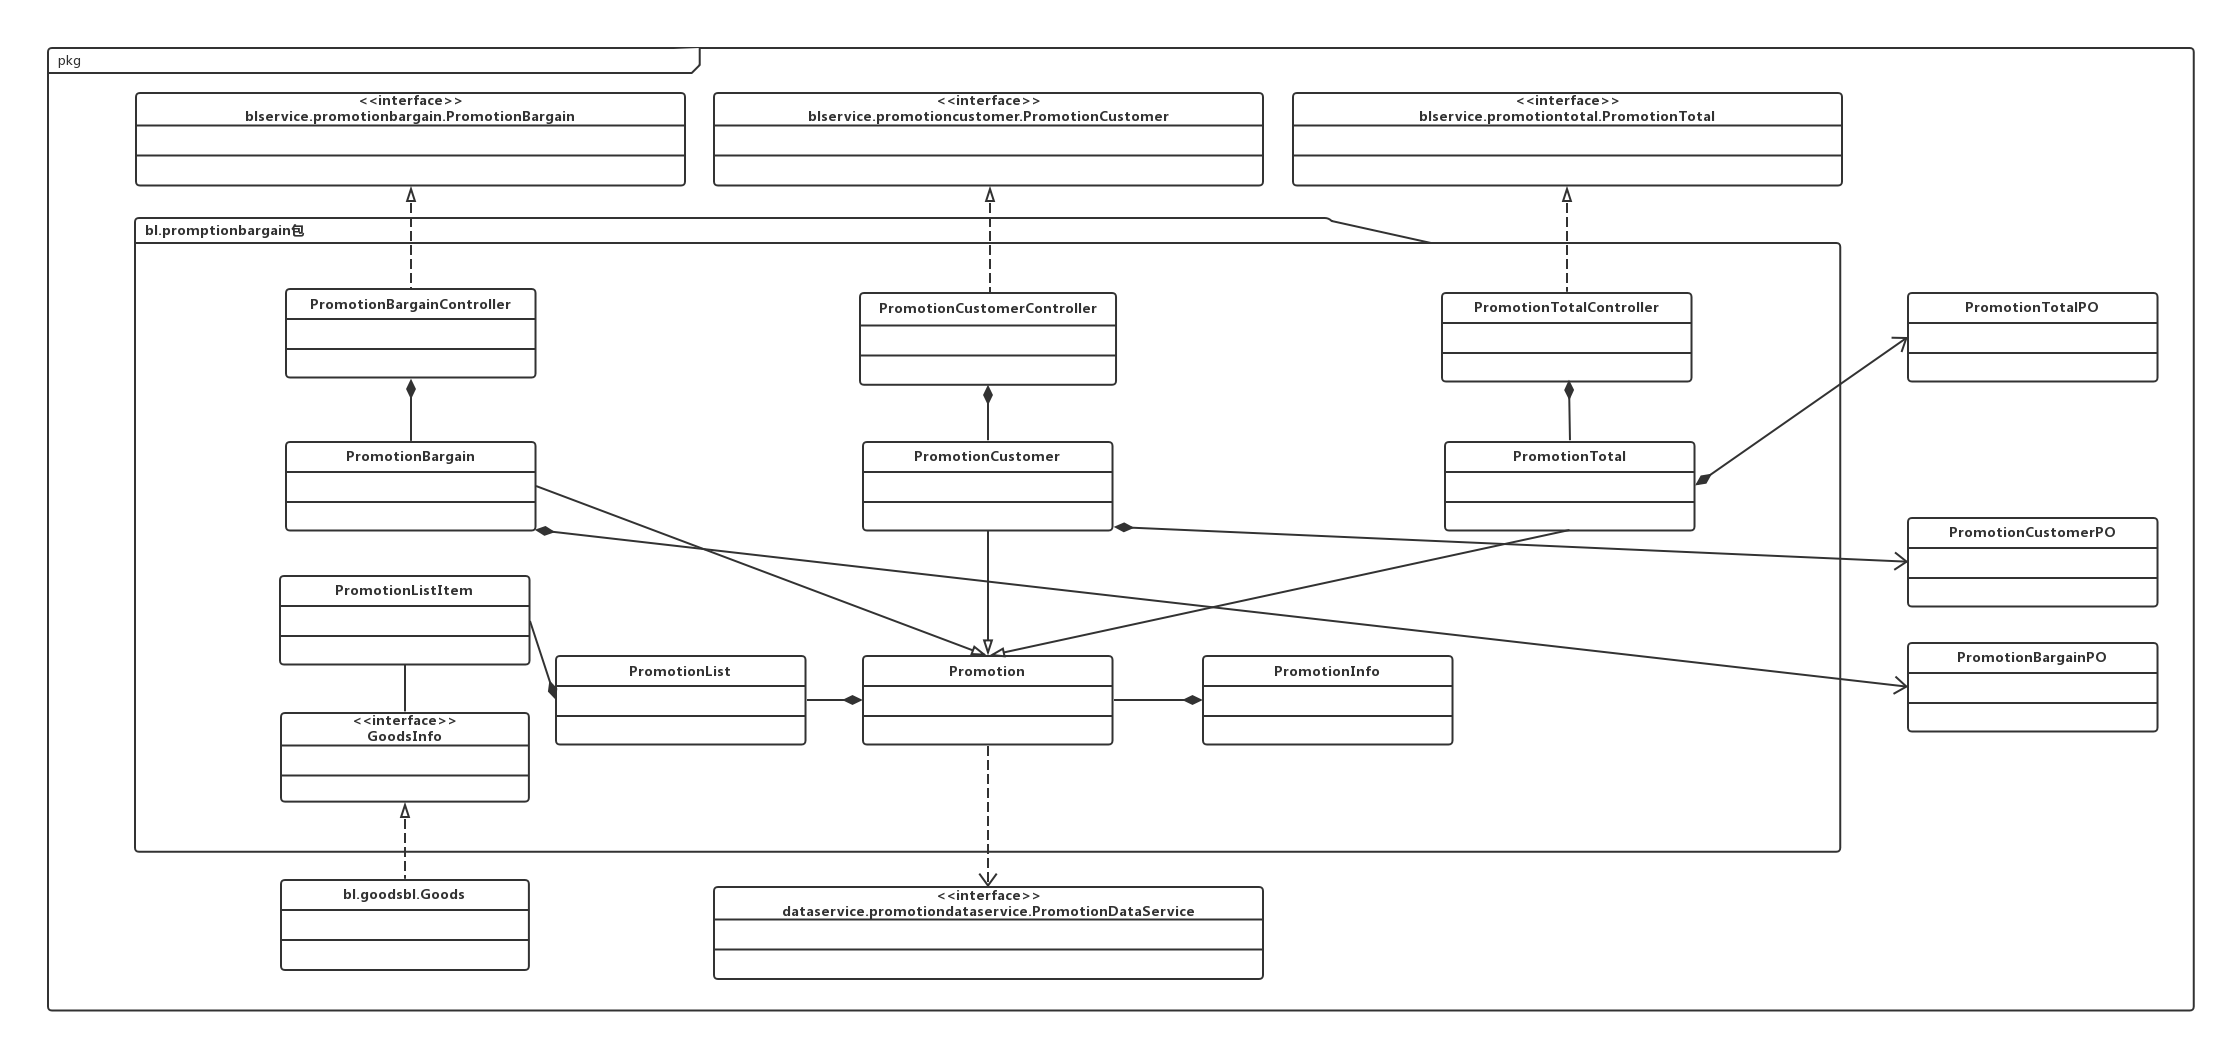 pkg
<<interface>>
blservice.promotionbargain.PromotionBargain
<<interface>>
blservice.promotioncustomer.PromotionCustomer
<<interface>>
blservice.promotiontotal.PromotionTotal
bl.promptionbargain包
PromotionBargainController
PromotionCustomerController
PromotionTotalController
PromotionTotalPO
PromotionBargain
PromotionCustomer
PromotionTotal
PromotionCustomerPO
PromotionListItem
PromotionBargainPO
PromotionList
Promotion
PromotionInfo
<<interface>>
GoodsInfo
bl.goodsbl.Goods
<<interface>>
dataservice.promotiondataservice.PromotionDataService